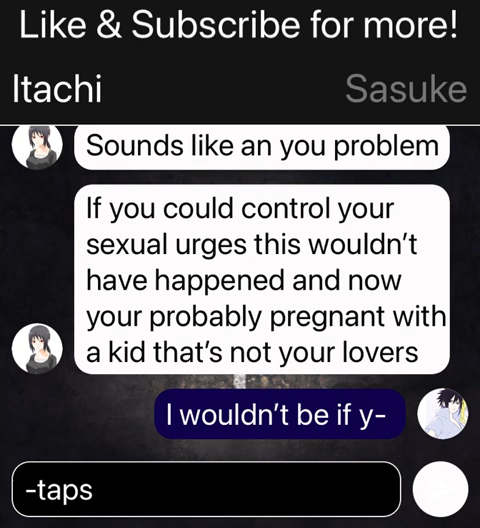 Like & Subscribe for more!
Itachi Sasuke
Sounds like an you problem
If you could control your
sexual urges this wouldn't
have happened and now
your probably pregnant with
a kid that's not your lovers
I wouldn't be if y-
-taps